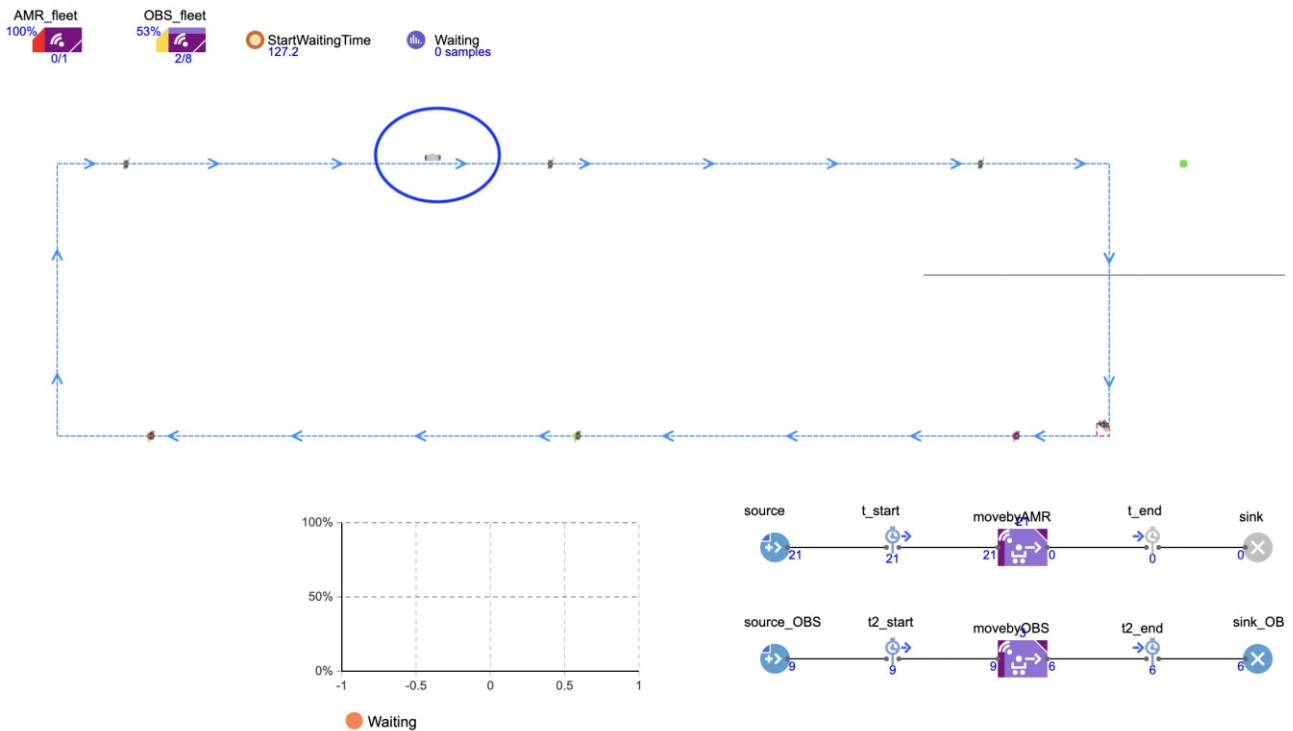 AMR_fleet
100%
0/1
OBS_fleet
53%
2/8
StartWaitingTime
127.2
Waiting
0 samples
source
t_start
movebyAMR
t_end
sink
21
21
21
21
0
0
0
source_OBS
t2_start
movebyOBS
t2_end
sink_OB
3
9
9
9
6
6
6
100%
50%
0%
-1
-0.5
0
0.5
1
Waiting